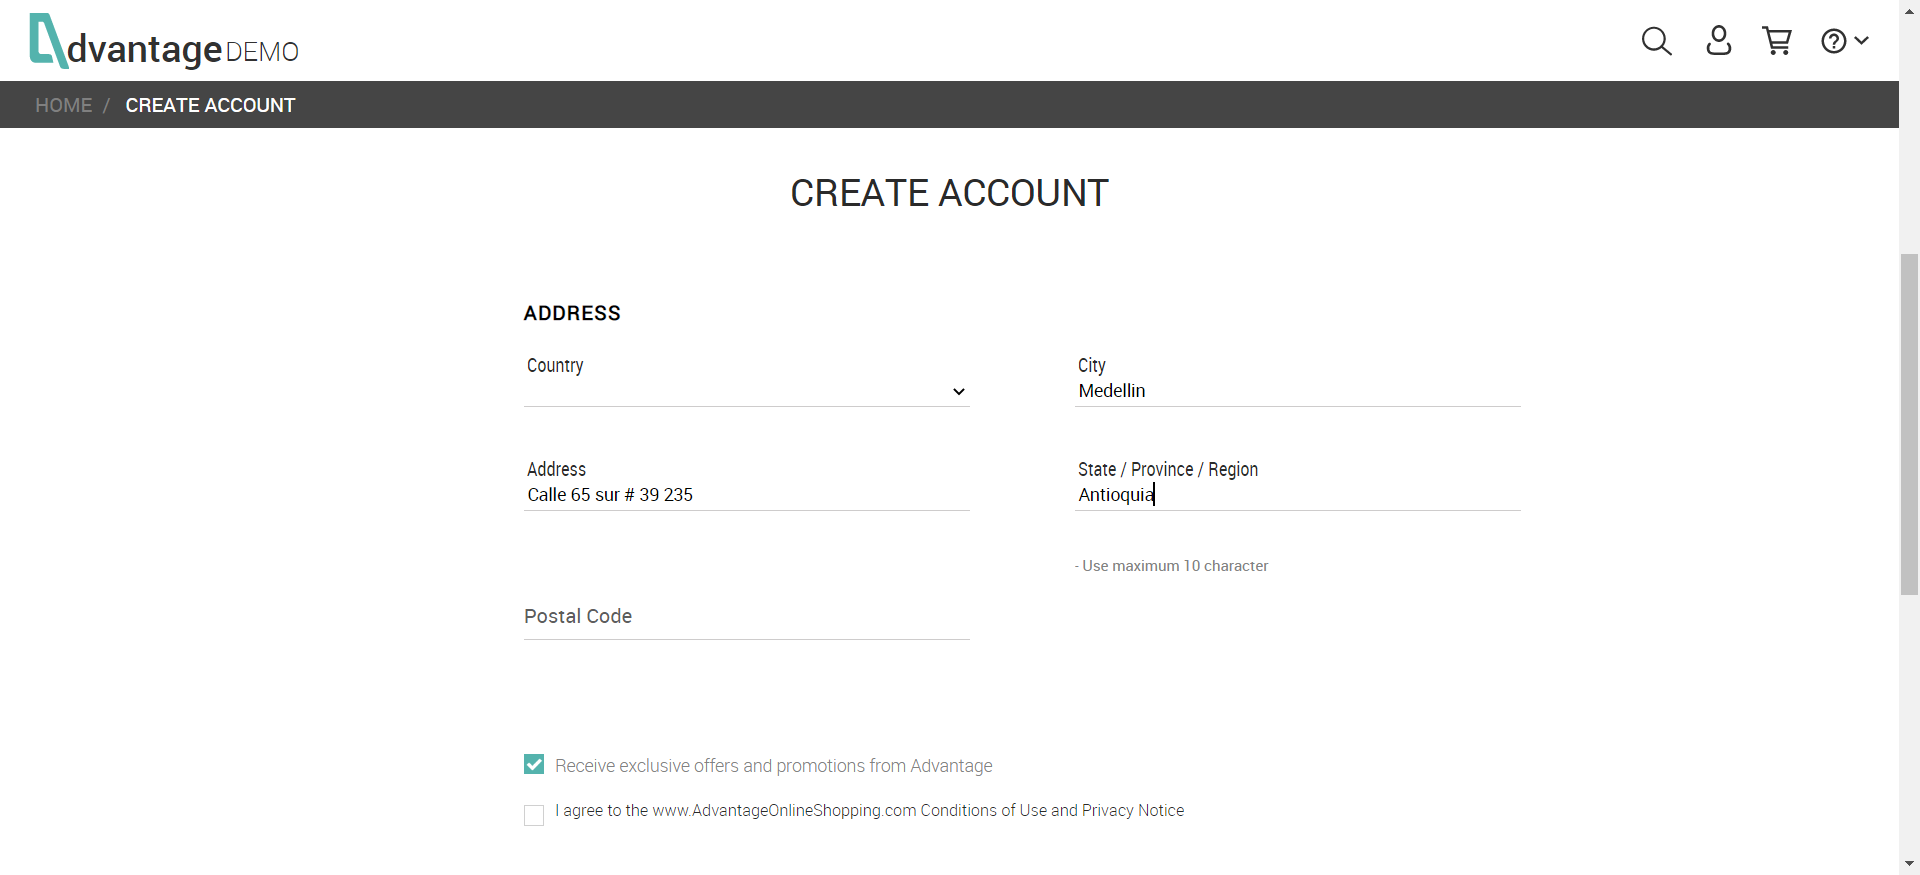 dvantage DEMO
HOME / CREATE ACCOUNT
CREATE ACCOUNT
ADDRESS
Country
City
Medellin
Address
Calle 65 sur # 39 235
State / Province / Region
Antioquia
- Use maximum 10 character
Postal Code
Receive exclusive offers and promotions from Advantage
I agree to the www.AdvantageOnlineShopping.com Conditions of Use and Privacy Notice